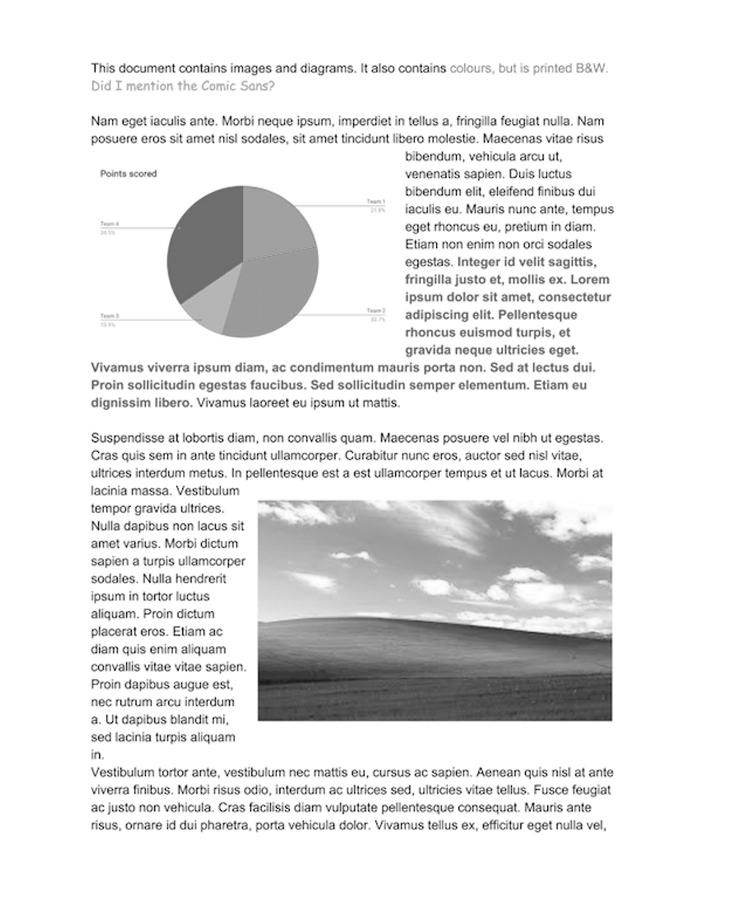 This document contains images and diagrams. It also contains colours, but is printed B&W.
Did I mention the Comic Sans?
Nam eget iaculis ante. Morbi neque ipsum, imperdiet in tellus a, fringilla feugiat nulla. Nam
posuere eros sit amet nisl sodales, sit amet tincidunt libero molestie. Maecenas vitae risus
bibendum, vehicula arcu ut,
venenatis sapien. Duis luctus
bibendum elit, eleifend finibus dui
iaculis eu. Mauris nunc ante, tempus
eget rhoncus eu, pretium in diam.
Etiam non enim non orci sodales
egestas. Integer id velit sagittis,
fringilla justo et, mollis ex. Lorem
ipsum dolor sit amet, consectetur
adipiscing elit. Pellentesque
rhoncus euismod turpis, et
gravida neque ultricies eget.
Points scored
Team 1
21.8%
Team 4
34.5%
Team 3
10.9%
Team 2
32.7%
Vivamus viverra ipsum diam, ac condimentum mauris porta non. Sed at lectus dui.
Proin sollicitudin egestas faucibus. Sed sollicitudin semper elementum. Etiam eu
dignissim libero. Vivamus laoreet eu ipsum ut mattis.
Suspendisse at lobortis diam, non convallis quam. Maecenas posuere vel nibh ut egestas.
Cras quis sem in ante tincidunt ullamcorper. Curabitur nunc eros, auctor sed nisl vitae,
ultrices interdum metus. In pellentesque est a est ullamcorper tempus et ut lacus. Morbi at
lacinia massa. Vestibulum
tempor gravida ultrices.
Nulla dapibus non lacus sit
amet varius. Morbi dictum
sapien a turpis ullamcorper
sodales. Nulla hendrerit
ipsum in tortor luctus
aliquam. Proin dictum
placerat eros. Etiam ac
diam quis enim aliquam
convallis vitae vitae sapien.
Proin dapibus augue est,
nec rutrum arcu interdum
a. Ut dapibus blandit mi,
sed lacinia turpis aliquam
in.
Vestibulum tortor ante, vestibulum nec mattis eu, cursus ac sapien. Aenean quis nisl at ante
viverra finibus. Morbi risus odio, interdum ac ultrices sed, ultricies vitae tellus. Fusce feugiat
ac justo non vehicula. Cras facilisis diam vulputate pellentesque consequat. Mauris ante
risus, ornare id dui pharetra, porta vehicula dolor. Vivamus tellus ex, efficitur eget nulla vel,